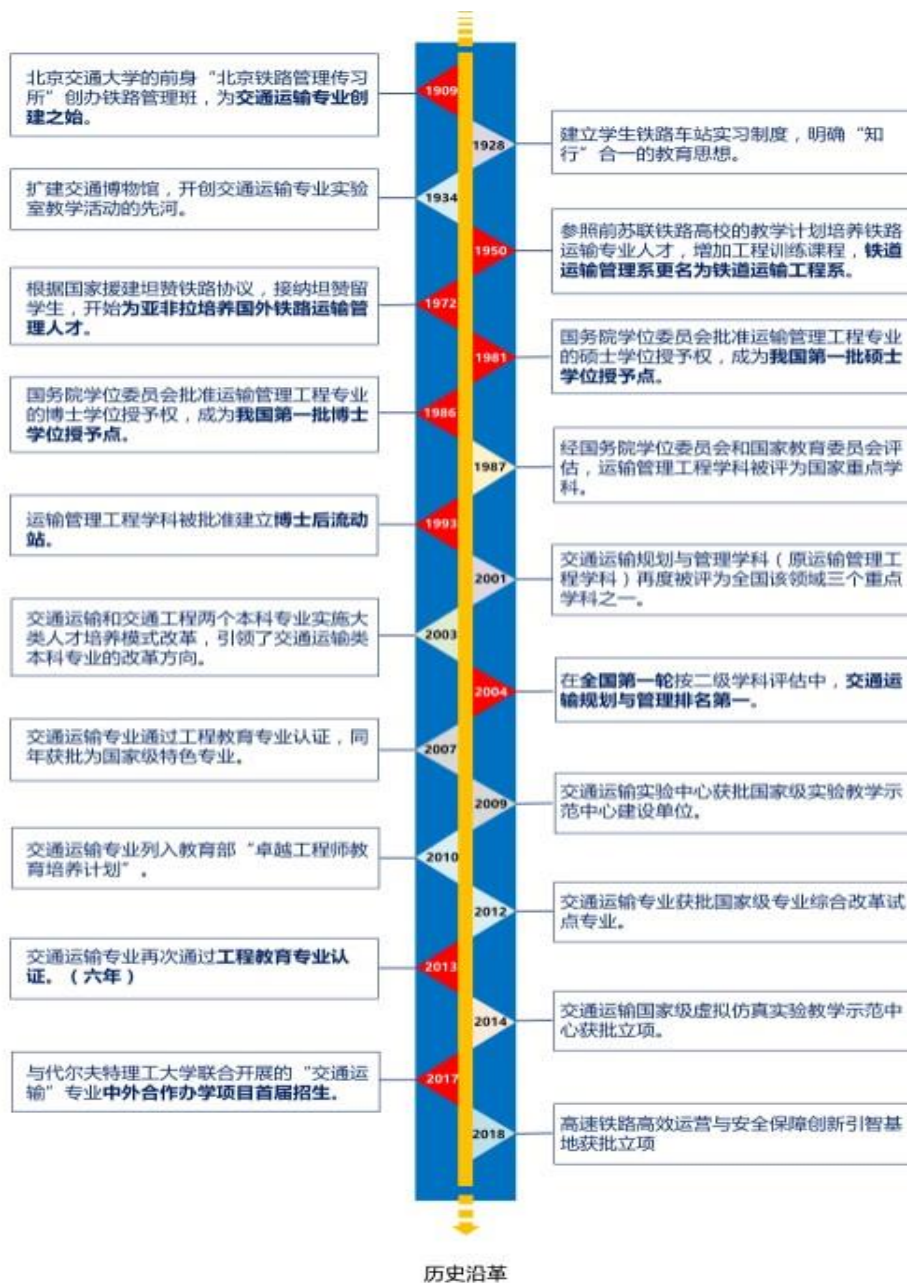 1909
北京交通大学的前身“北京铁路管理传习
所”创办铁路管理班，为交通运输专业创
建之始。
1928
建立学生铁路车站实习制度，明确“知
行”合一的教育思想。
1934
扩建交通博物馆，开创交通运输专业实验
室教学活动的先河。
1950
参照前苏联铁路高校的教学计划培养铁路
运输专业人才，增加工程训练课程，铁道
运输管理系更名为铁道运输工程系。
1972
根据国家援建坦赞铁路协议，接纳坦赞留
学生，开始为亚非拉培养国外铁路运输管
理人才。
1981
国务院学位委员会批准运输管理工程专业
的硕士学位授予权，成为我国第一批硕士
学位授予点。
1986
国务院学位委员会批准运输管理工程专业
的博士学位授予权，成为我国第一批博士
学位授予点。
1987
经国务院学位委员会和国家教育委员会评
估，运输管理工程学科被评为国家重点学
科。
1993
运输管理工程学科被批准建立博士后流动
站。
2001
交通运输规划与管理学科（原运输管理工
程学科）再度被评为全国该领域三个重点
学科之一。
2003
交通运输和交通工程两个本科专业实施大
类人才培养模式改革，引领了交通运输类
本科专业的改革方向。
2004
在全国第一轮按二级学科评估中，交通运
输规划与管理排名第一。
2007
交通运输专业通过工程教育专业认证，同
年获批为国家级特色专业。
2009
交通运输实验中心获批国家级实验教学示
范中心建设单位。
2010
交通运输专业列入教育部“卓越工程师教
育培养计划”。
2012
交通运输专业获批国家级专业综合改革试
点专业。
2013
交通运输专业再次通过工程教育专业认
证。（六年）
2014
交通运输国家级虚拟仿真实验教学示范中
心获批立项。
2017
与代尔夫特理工大学联合开展的“交通运
输”专业中外合作办学项目首届招生。
2018
高速铁路高效运营与安全保障创新引智基
地获批立项
历史沿革